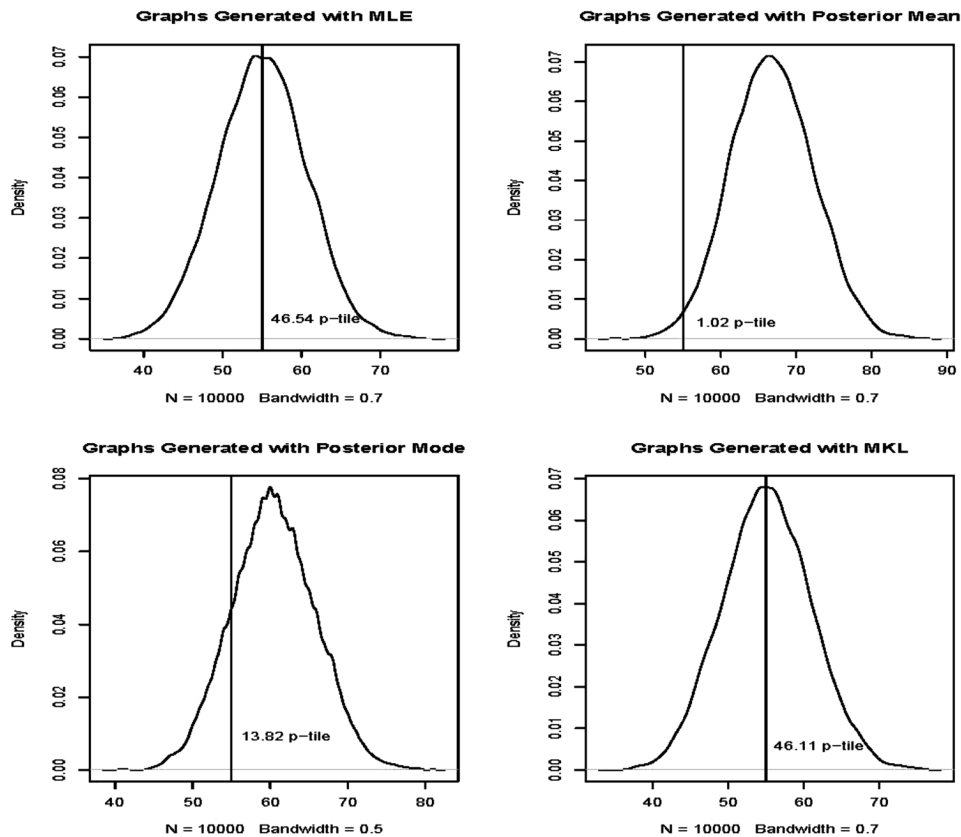 Graphs Generated with MLE
Density
0.00 0.01 0.02 0.03 0.04 0.05 0.06 0.07
46.54 p-tile
40 50 60 70
N = 10000 Bandwidth = 0.7
Graphs Generated with Posterior Mean
Density
0.00 0.01 0.02 0.03 0.04 0.05 0.06 0.07
1.02 p-tile
50 60 70 80 90
N = 10000 Bandwidth = 0.7
Graphs Generated with Posterior Mode
Density
0.00 0.02 0.04 0.06 0.08
13.82 p-tile
40 50 60 70 80
N = 10000 Bandwidth = 0.5
Graphs Generated with MKL
Density
0.00 0.01 0.02 0.03 0.04 0.05 0.06 0.07
46.11 p-tile
40 50 60 70
N = 10000 Bandwidth = 0.7